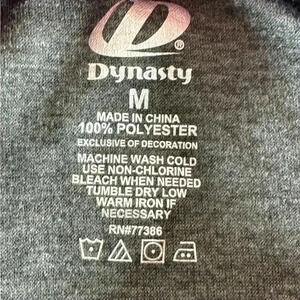 Dynasty
M
MADE IN CHINA
100% POLYESTER
EXCLUSIVE OF DECORATION
MACHINE WASH COLD
USE NON-CHLORINE
BLEACH WHEN NEEDED
TUMBLE DRY LOW
WARM IRON IF
NECESSARY
RN#77386